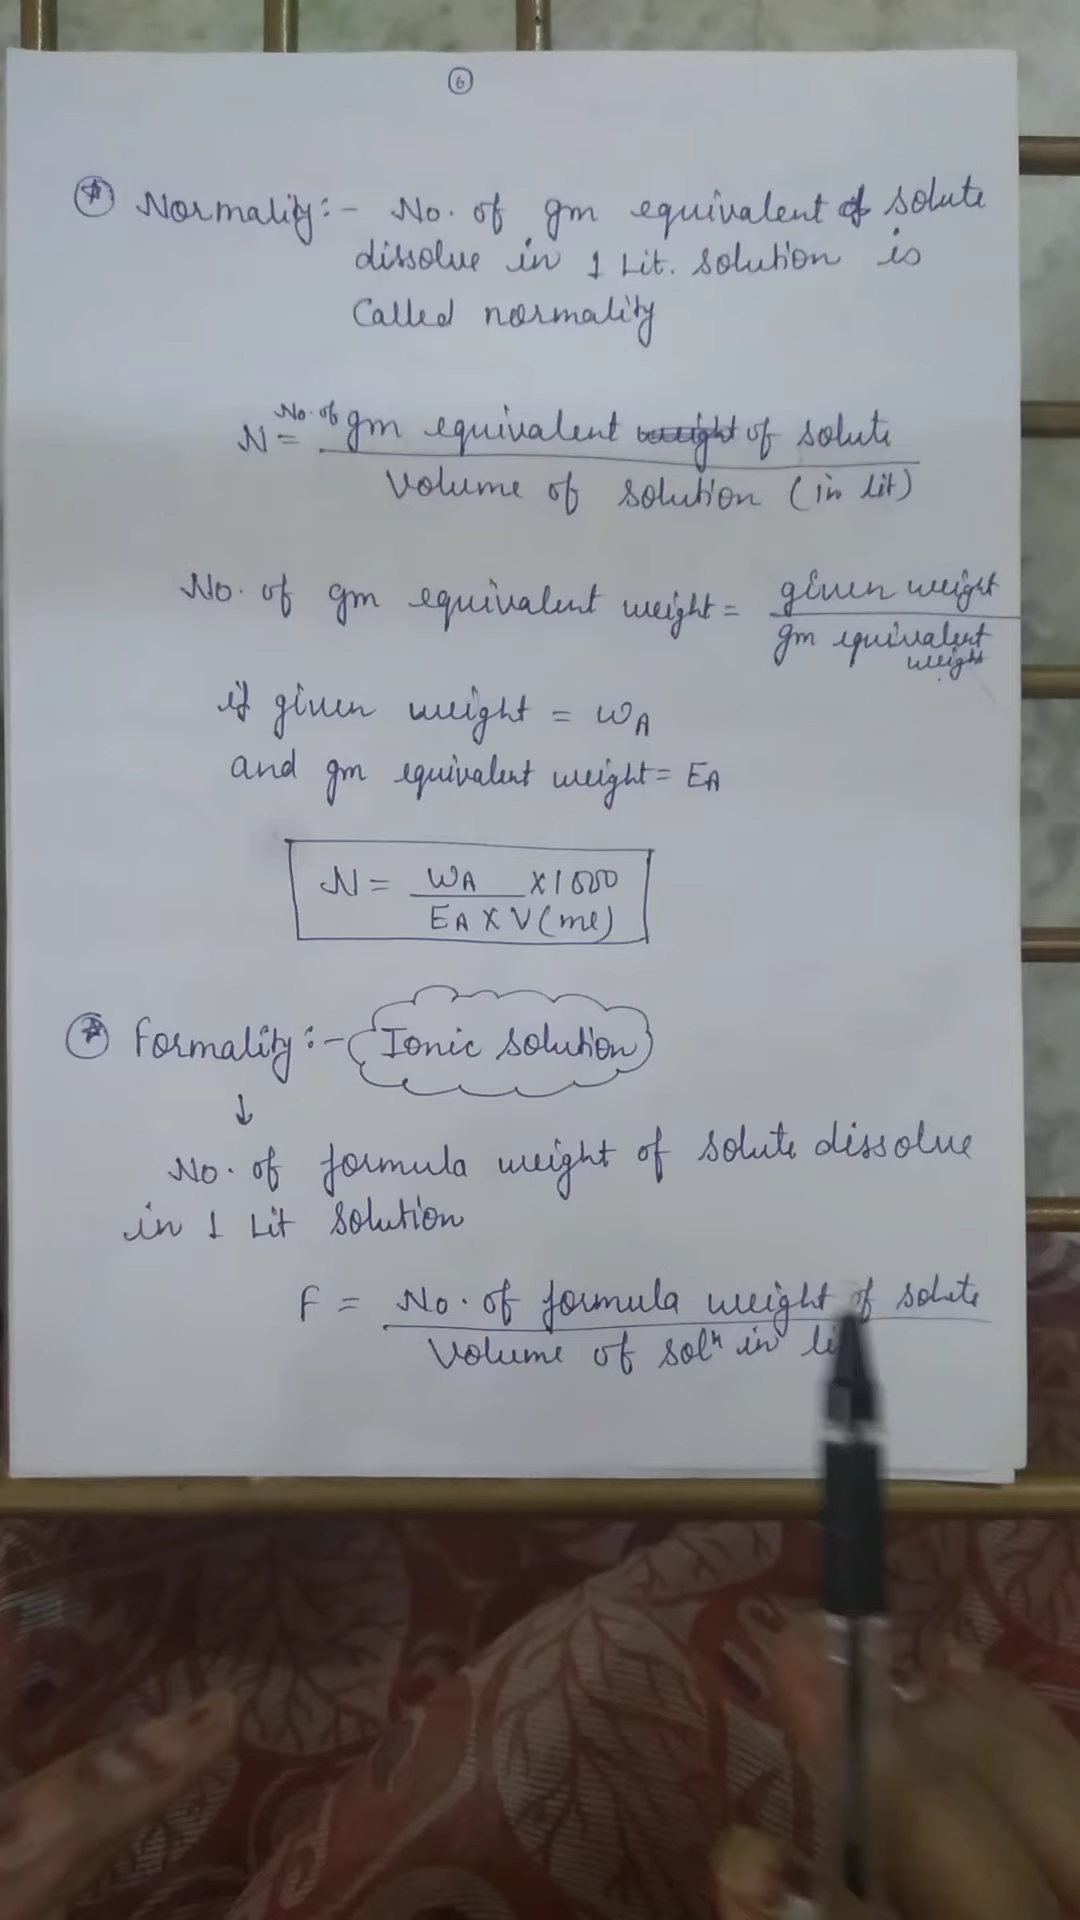 6
Normality:- No. of gm equivalent of solute
dissolve in 1 Lit. solution is
Called normality
N = No. of gm equivalent weight of solute
Volume of solution (in lit)
No. of gm equivalent weight = given weight
gm equivalent weight
if given weight = WA
and gm equivalent weight = EA
N = WA × 1000
EA × V (ml)
Formality:- Ionic solution
↓
No. of formula weight of solute dissolve
in 1 Lit solution
F = No. of formula weight of solute
Volume of solⁿ in